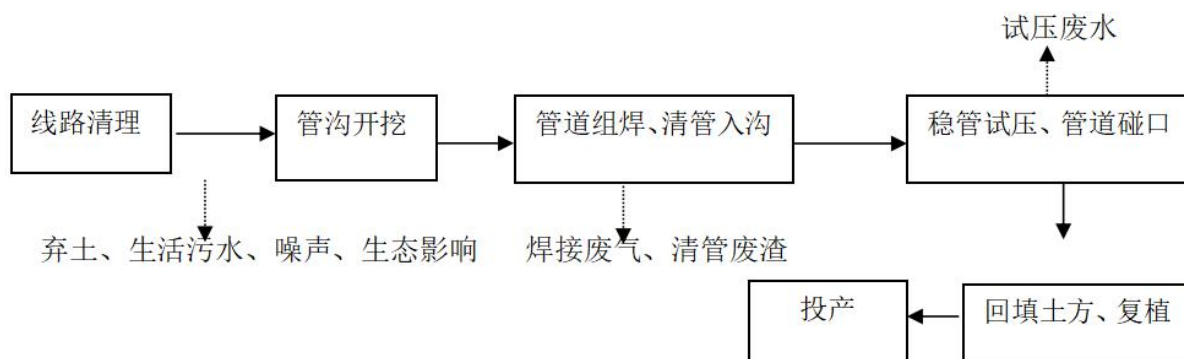 试压废水
线路清理
管沟开挖
管道组焊、清管入沟
稳管试压、管道碰口
弃土、生活污水、噪声、生态影响
焊接废气、清管废渣
投产
回填土方、复植